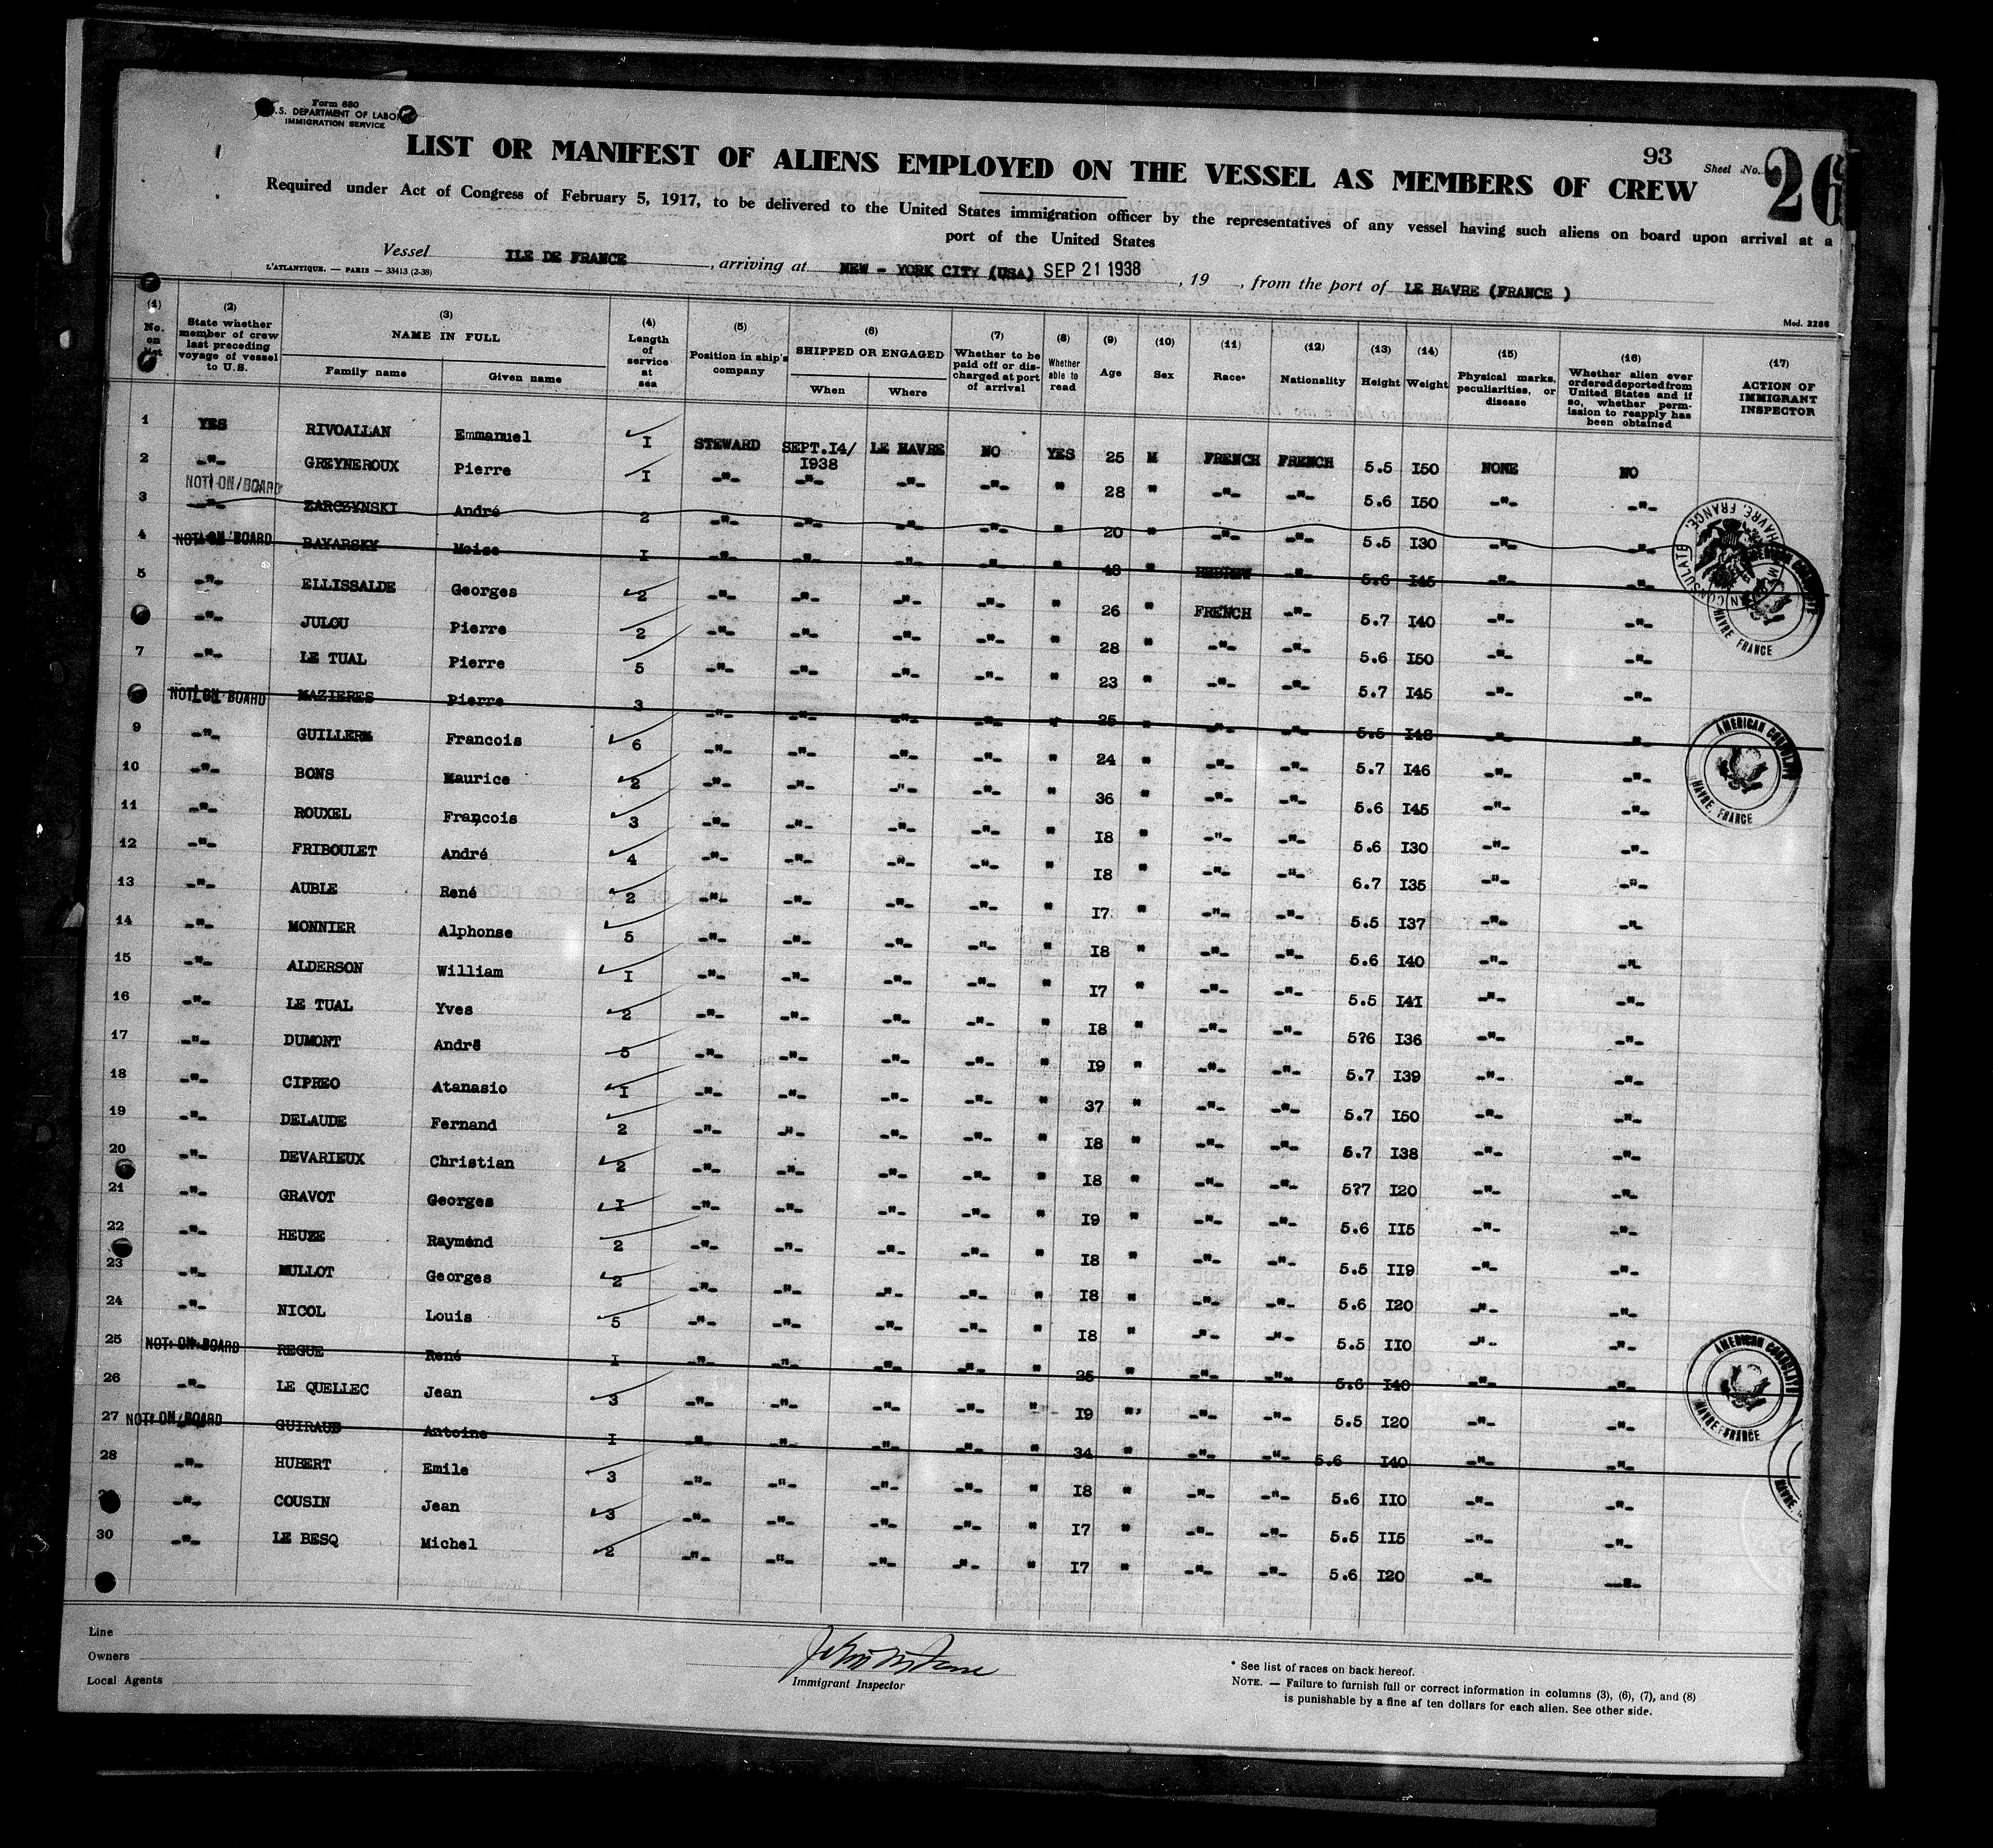 Form 680
U.S. DEPARTMENT OF LABOR
IMMIGRATION SERVICE
93
Sheet No. 26
LIST OR MANIFEST OF ALIENS EMPLOYED ON THE VESSEL AS MEMBERS OF CREW
Required under Act of Congress of February 5, 1917, to be delivered to the United States immigration officer by the representatives of any vessel having such aliens on board upon arrival at a
port of the United States
Vessel ILE DE FRANCE, arriving at NEW - YORK CITY (USA) SEP 21 1938, 19 , from the port of LE HAVRE (FRANCE )
L'ATLANTIQUE. — PARIS — 33413 (2-38)
Mod. 2286
(1) No. on List (2) State whether member of crew last preceding voyage of vessel to U.S. (3) NAME IN FULL Family name Given name (4) Length of service at sea (5) Position in ship's company (6) SHIPPED OR ENGAGED When Where (7) Whether to be paid off or discharged at port of arrival (8) Whether able to read (9) Age (10) Sex (11) Race* (12) Nationality (13) Height (14) Weight (15) Physical marks, peculiarities, or disease (16) Whether alien ever ordered deported from United States and if so, whether permission to reapply has been obtained (17) ACTION OF IMMIGRANT INSPECTOR
1 YES RIVOALLAN Emmanuel I STEWARD SEPT.I4/ I938 LE HAVRE NO YES 25 M FRENCH FRENCH 5.5 I50 NONE NO
2 -"- GREYNEROUX Pierre I -"- -"- -"- -"- " 28 " -"- -"- 5.6 I50 -"- -"-
NOT ON BOARD
3 -"- ZARCZYNSKI André 2 -"- -"- -"- -"- " 20 " -"- -"- 5.5 I30 -"- -"-
4 NOT ON BOARD BAYARSKY Moise I -"- -"- -"- -"- " 48 " HEBREW -"- 5.6 I45 -"- -"-
5 -"- ELLISSALDE Georges 2 -"- -"- -"- -"- " 26 " FRENCH -"- 5.7 I40 -"- -"-
-"- JULOU Pierre 2 -"- -"- -"- -"- " 28 " -"- -"- 5.6 I50 -"- -"-
7 -"- LE TUAL Pierre 5 -"- -"- -"- -"- " 23 " -"- -"- 5.7 I45 -"- -"-
NOT ON BOARD MAZIERES Pierre 3 -"- -"- -"- -"- " 25 " -"- -"- 5.5 I48 -"- -"-
9 -"- GUILLERM Francois 6 -"- -"- -"- -"- " 24 " -"- -"- 5.7 I46 -"- -"-
10 -"- BONS Maurice 2 -"- -"- -"- -"- " 36 " -"- -"- 5.6 I45 -"- -"-
11 -"- ROUXEL François 3 -"- -"- -"- -"- " I8 " -"- -"- 5.6 I30 -"- -"-
12 -"- FRIBOULET André 4 -"- -"- -"- -"- " I8 " -"- -"- 6.7 I35 -"- -"-
13 -"- AUBLE René 2 -"- -"- -"- -"- " I7 " -"- -"- 5.5 I37 -"- -"-
14 -"- MONNIER Alphonse 5 -"- -"- -"- -"- " I8 " -"- -"- 5.6 I40 -"- -"-
15 -"- ALDERSON William I -"- -"- -"- -"- " I7 " -"- -"- 5.5 I4I -"- -"-
16 -"- LE TUAL Yves 2 -"- -"- -"- -"- " I8 " -"- -"- 5?6 I36 -"- -"-
17 -"- DUMONT André 5 -"- -"- -"- -"- " I9 " -"- -"- 5.7 I39 -"- -"-
18 -"- CIPREO Atanasio I -"- -"- -"- -"- " 37 " -"- -"- 5.7 I50 -"- -"-
19 -"- DELAUDE Fernand 2 -"- -"- -"- -"- " I8 " -"- -"- 5.7 I38 -"- -"-
20 -"- DEVARIEUX Christian 2 -"- -"- -"- -"- " I8 " -"- -"- 5?7 I20 -"- -"-
21 -"- GRAVOT Georges I -"- -"- -"- -"- " I9 " -"- -"- 5.6 II5 -"- -"-
22 -"- HEUZE Raymond 2 -"- -"- -"- -"- " I8 " -"- -"- 5.5 II9 -"- -"-
23 -"- MULLOT Georges 2 -"- -"- -"- -"- " I8 " -"- -"- 5.6 I20 -"- -"-
24 -"- NICOL Louis 5 -"- -"- -"- -"- " I8 " -"- -"- 5.5 II0 -"- -"-
25 NOT ON BOARD REGUE René I -"- -"- -"- -"- " 25 " -"- -"- 5.6 I40 -"- -"-
26 -"- LE QUELLEC Jean 3 -"- -"- -"- -"- " I9 " -"- -"- 5.5 I20 -"- -"-
27 NOT ON BOARD GUIRAUD Antoine I -"- -"- -"- -"- " 34 " -"- -"- 5.6 I40 -"- -"-
28 -"- HUBERT Emile 3 -"- -"- -"- -"- " I8 " -"- -"- 5.6 II0 -"- -"-
-"- COUSIN Jean 3 -"- -"- -"- -"- " I7 " -"- -"- 5.5 II5 -"- -"-
30 -"- LE BESQ Michel 2 -"- -"- -"- -"- " I7 " -"- -"- 5.6 I20 -"- -"-
AMERICAN CONSULATE HAVRE, FRANCE.
AMERICAN CONSULATE HAVRE, FRANCE
AMERICAN CONSULATE HAVRE, FRANCE
AMERICAN CONSULATE HAVRE, FRANCE
HAVRE
Line
Owners
Local Agents
Immigrant Inspector
* See list of races on back hereof.
NOTE. — Failure to furnish full or correct information in columns (3), (6), (7), and (8)
is punishable by a fine af ten dollars for each alien. See other side.